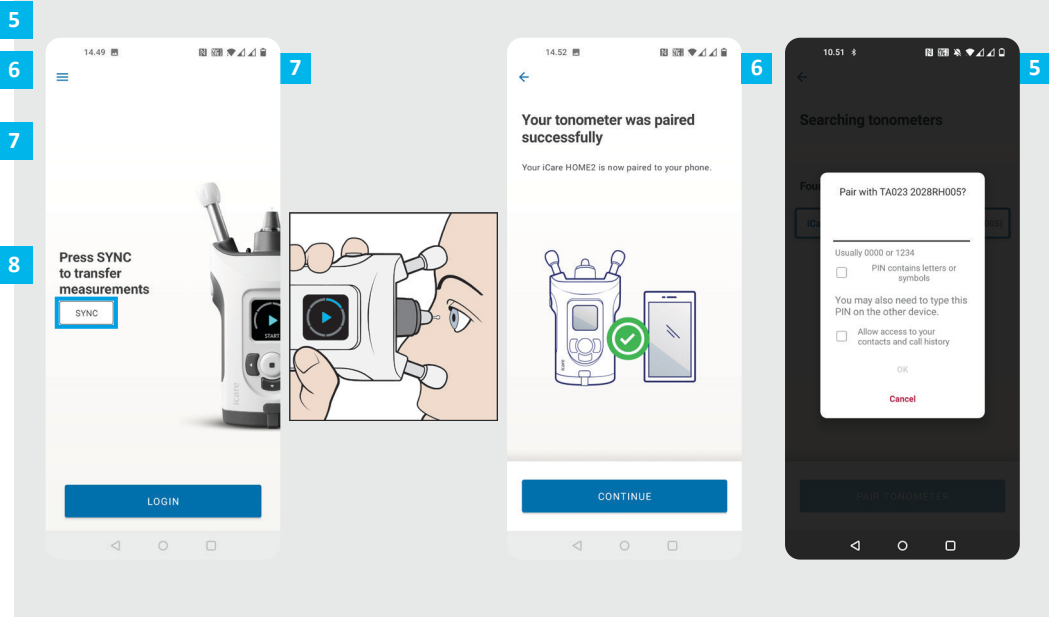 5
6
7
8
14.49
Press SYNC
to transfer
measurements
SYNC
START
icare
LOGIN
7
14.52
Your tonometer was paired
successfully
Your iCare HOME2 is now paired to your phone.
icare
CONTINUE
6
10.51
Searching tonometers
Pair with TA023 2028RH005?
Usually 0000 or 1234
PIN contains letters or
symbols
You may also need to type this
PIN on the other device.
Allow access to your
contacts and call history
OK
Cancel
PAIR TONOMETER
5